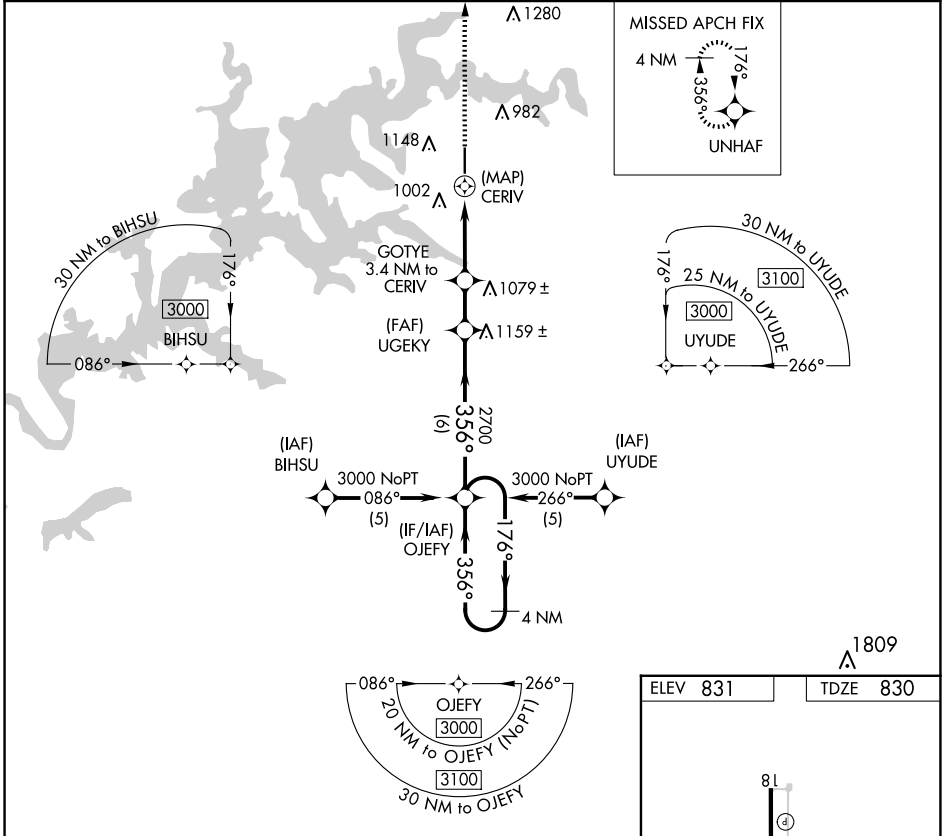 1280
MISSED APCH FIX
4 NM
176°
356°
UNHAF
982
1148
(MAP)
CERIV
1002
30 NM to BIHSU
176°
3000
BIHSU
086°
GOTYE
3.4 NM to
CERIV
1079 ±
(FAF)
UGEKY
1159 ±
30 NM to UYUDE
3100
176°
25 NM to UYUDE
3000
UYUDE
266°
2700
356°
(6)
(IAF)
BIHSU
3000 NoPT
086°
(5)
3000 NoPT
266°
(5)
(IAF)
UYUDE
(IF/IAF)
OJEFY
356°
176°
4 NM
1809
086°
266°
OJEFY
3000
20 NM to OJEFY (NoPT)
3100
30 NM to OJEFY
ELEV 831
TDZE 830
18
P